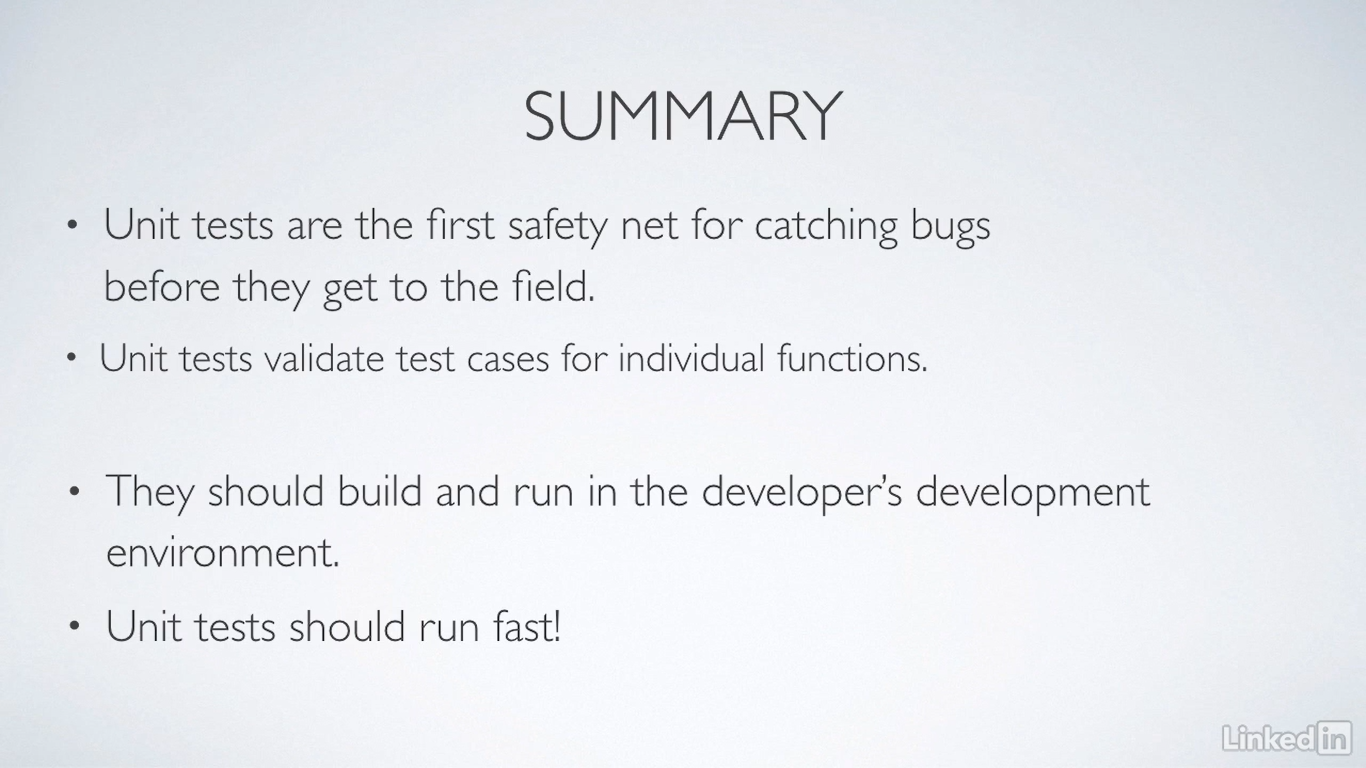 SUMMARY
• Unit tests are the first safety net for catching bugs
before they get to the field.
• Unit tests validate test cases for individual functions.
• They should build and run in the developer’s development
environment.
• Unit tests should run fast!
Linked in